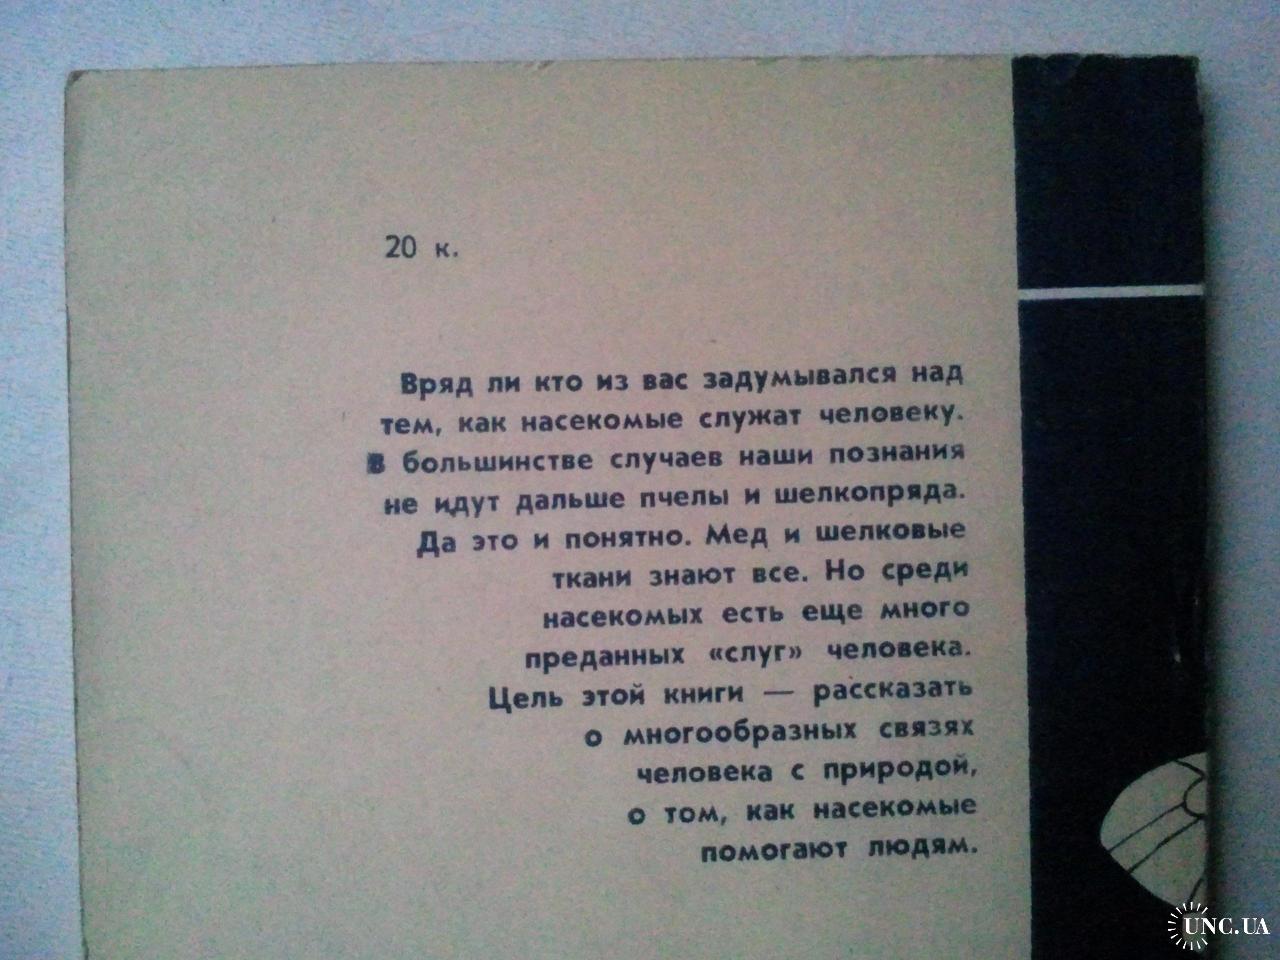 20 к.
Вряд ли кто из вас задумывался над
тем, как насекомые служат человеку.
В большинстве случаев наши познания
не идут дальше пчелы и шелкопряда.
Да это и понятно. Мед и шелковые
ткани знают все. Но среди
насекомых есть еще много
преданных «слуг» человека.
Цель этой книги — рассказать
о многообразных связях
человека с природой,
о том, как насекомые
помогают людям.
UNC.UA